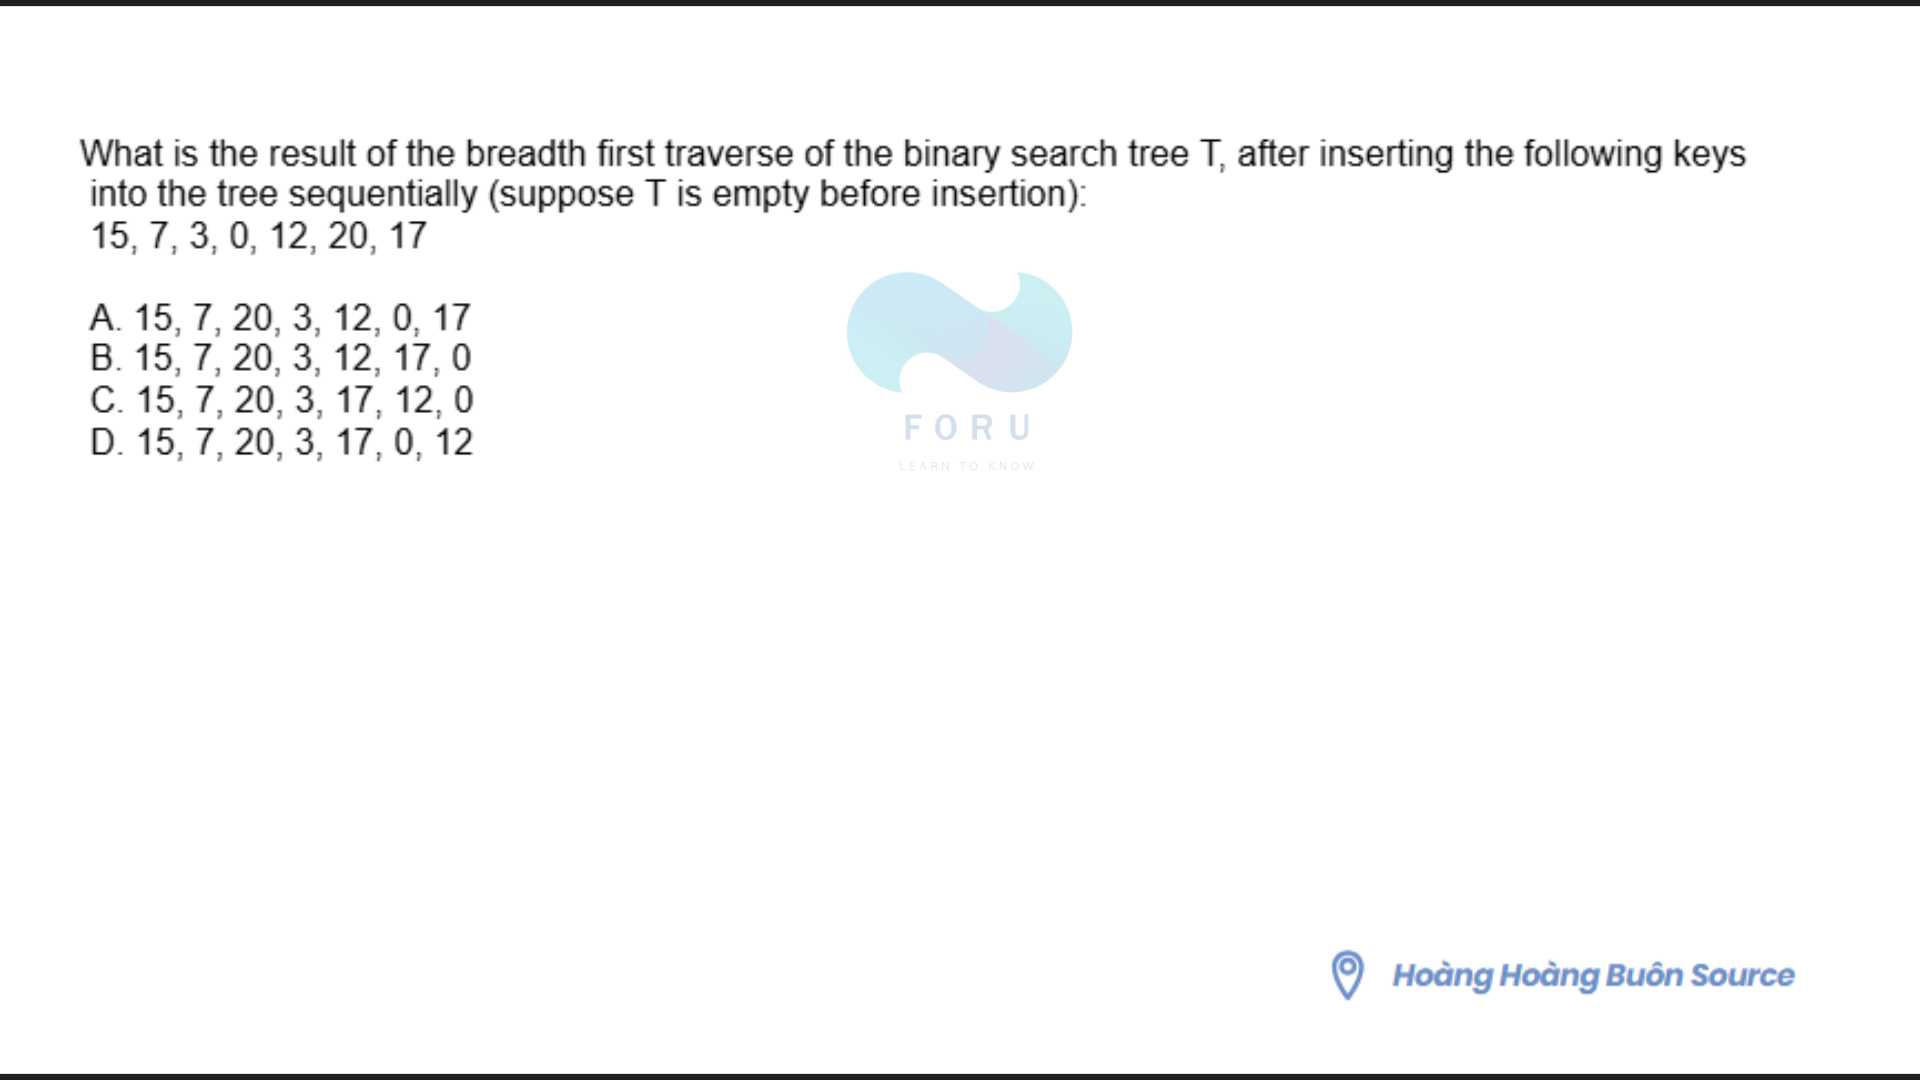 What is the result of the breadth first traverse of the binary search tree T, after inserting the following keys
into the tree sequentially (suppose T is empty before insertion):
15, 7, 3, 0, 12, 20, 17
A. 15, 7, 20, 3, 12, 0, 17
B. 15, 7, 20, 3, 12, 17, 0
C. 15, 7, 20, 3, 17, 12, 0
D. 15, 7, 20, 3, 17, 0, 12
FORU
LEARN TO KNOW
Hoàng Hoàng Buôn Source